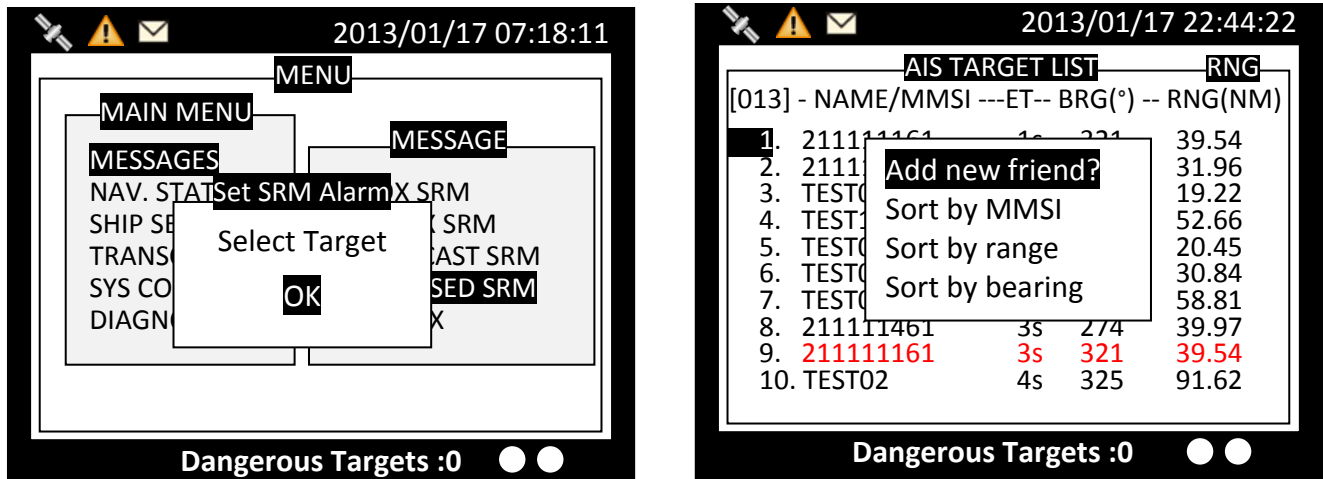 2013/01/17 07:18:11
MENU
MAIN MENU
MESSAGES
NAV. STAT
SHIP SE
TRANS
SYS CO
DIAGN
MESSAGE
X SRM
X SRM
AST SRM
SED SRM
X
Set SRM Alarm
Select Target
OK
Dangerous Targets :0
2013/01/17 22:44:22
AIS TARGET LIST RNG
[013] - NAME/MMSI ---ET-- BRG(°) -- RNG(NM)
1. 211111161 1s 321 39.54
2. 2111 31.96
3. TEST0 19.22
4. TEST1 52.66
5. TEST0 20.45
6. TEST0 30.84
7. TEST0 58.81
8. 211111461 3s 274 39.97
9. 211111161 3s 321 39.54
10. TEST02 4s 325 91.62
Add new friend?
Sort by MMSI
Sort by range
Sort by bearing
Dangerous Targets :0